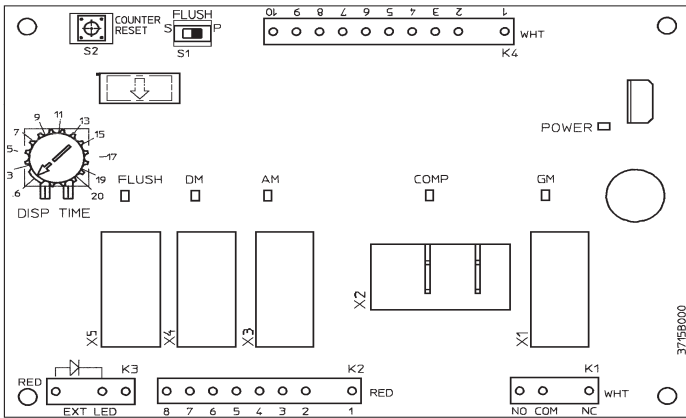 COUNTER
RESET
S2
FLUSH
S P
S1
10 9 8 7 6 5 4 3 2 1
WHT
K4
POWER
.6 3 5 7 9 11 13 15 17 19 20
DISP TIME
FLUSH DM AM COMP GM
X5
X4
X3
X2
X1
3715B000
RED
K3
EXT LED
K2
RED
8 7 6 5 4 3 2 1
K1
WHT
NO COM NC